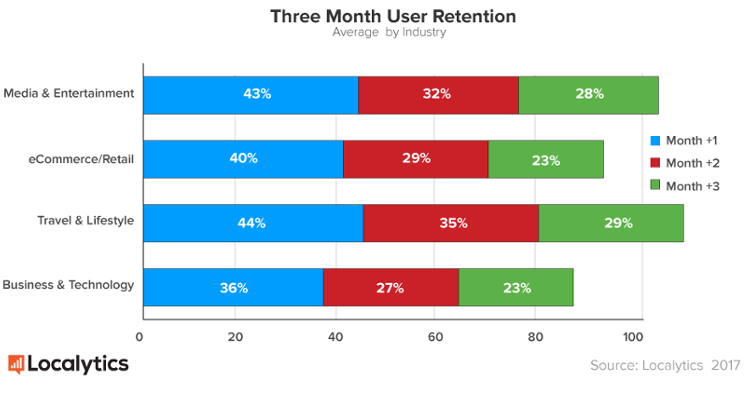 Three Month User Retention
Average by Industry
Media & Entertainment 43% 32% 28%
eCommerce/Retail 40% 29% 23%
Travel & Lifestyle 44% 35% 29%
Business & Technology 36% 27% 23%
Month +1
Month +2
Month +3
0 20 40 60 80 100
Localytics
Source: Localytics 2017